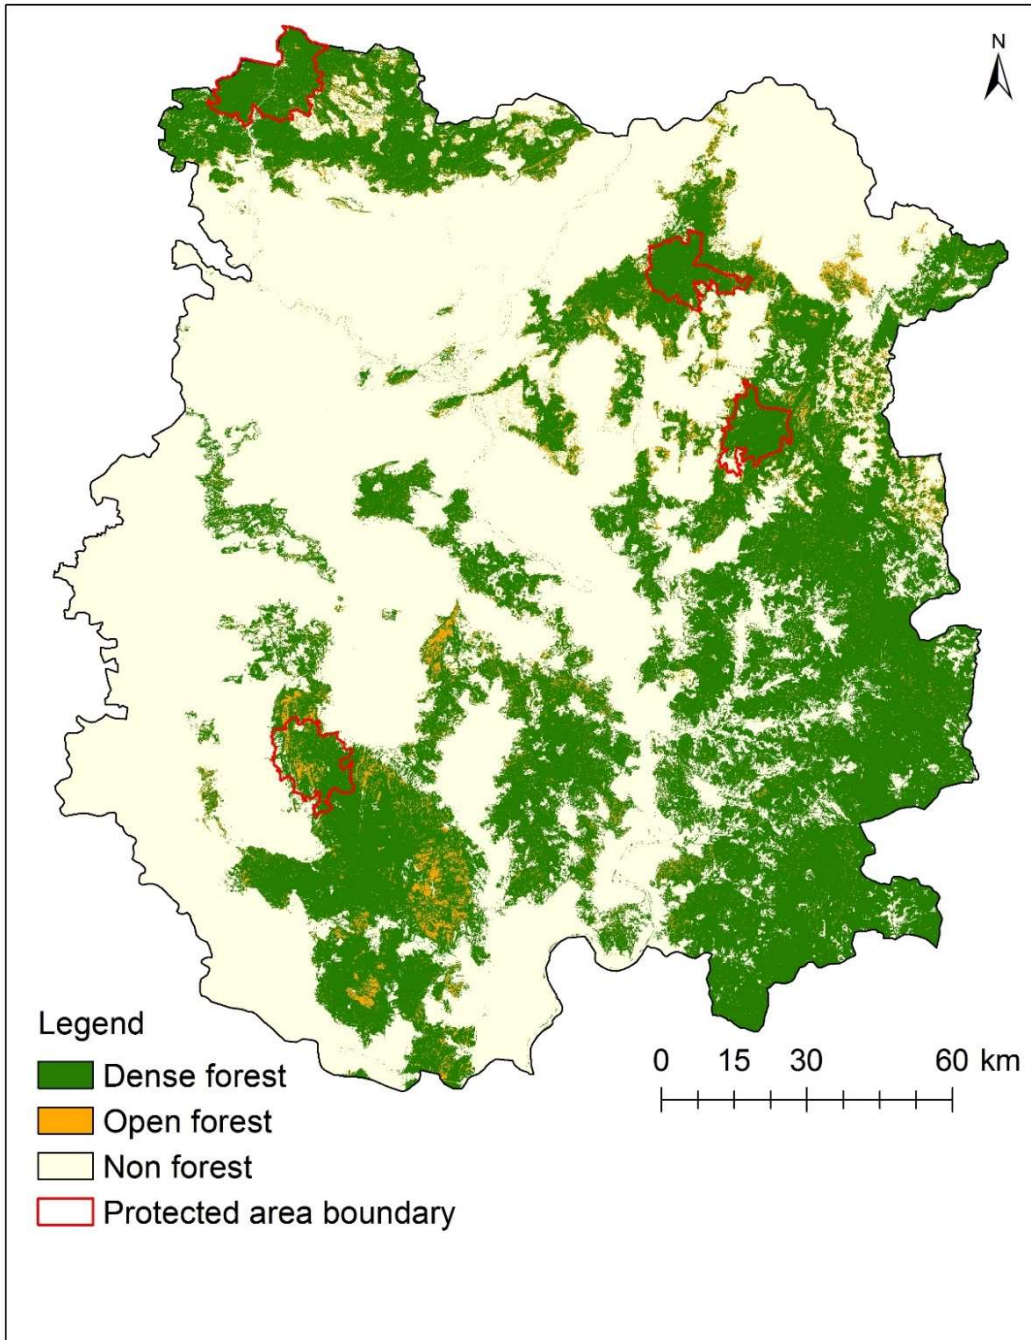 N
Legend
Dense forest
Open forest
Non forest
Protected area boundary
0 15 30 60 km